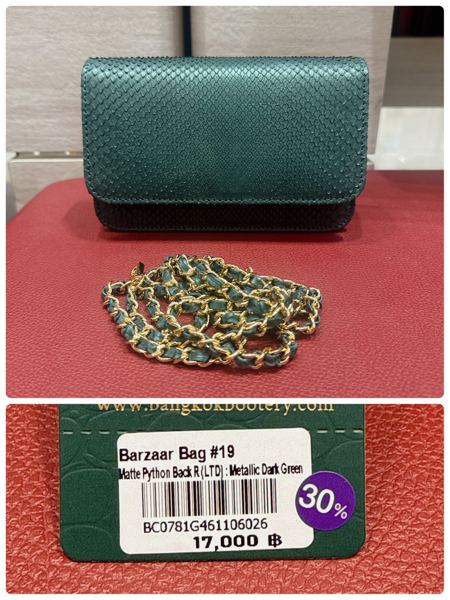 www.bangkokbootery.com
Barzaar Bag #19
Matte Python Back R (LTD) : Metallic Dark Green
BC0781G461106026
17,000 ฿
30%